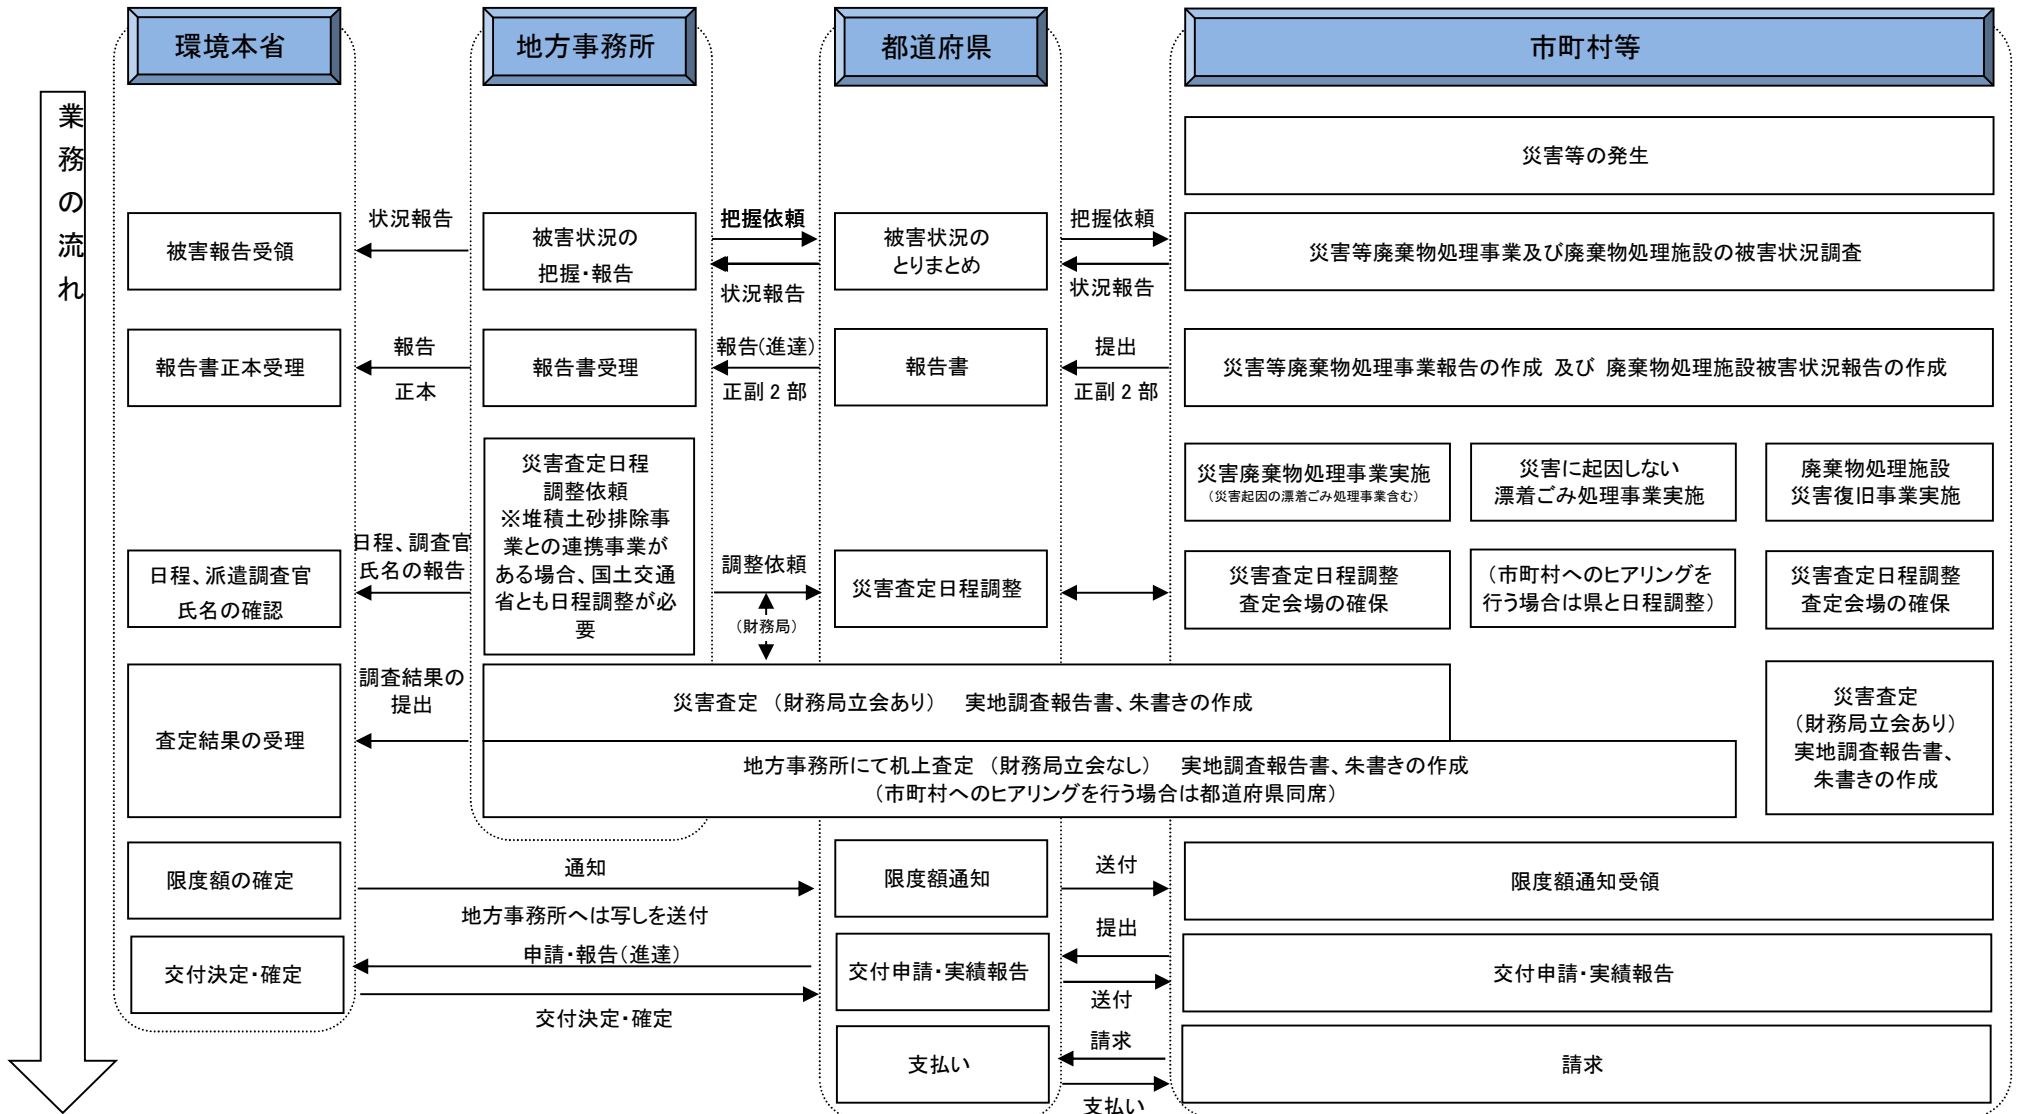 環境本省
地方事務所
都道府県
市町村等
業務の流れ
災害等の発生
被害報告受領
状況報告
被害状況の
把握・報告
把握依頼
状況報告
被害状況の
とりまとめ
把握依頼
状況報告
災害等廃棄物処理事業及び廃棄物処理施設の被害状況調査
報告書正本受理
報告
正本
報告書受理
報告(進達)
正副２部
報告書
提出
正副２部
災害等廃棄物処理事業報告の作成 及び 廃棄物処理施設被害状況報告の作成
災害廃棄物処理事業実施
（災害起因の漂着ごみ処理事業含む）
災害に起因しない
漂着ごみ処理事業実施
廃棄物処理施設
災害復旧事業実施
日程、派遣調査官
氏名の確認
日程、調査官
氏名の報告
災害査定日程
調整依頼
※堆積土砂排除事
業との連携事業が
ある場合、国土交通
省とも日程調整が必
要
調整依頼
（財務局）
災害査定日程調整
災害査定日程調整
査定会場の確保
（市町村へのヒアリングを
行う場合は県と日程調整）
災害査定日程調整
査定会場の確保
査定結果の受理
調査結果の
提出
災害査定 （財務局立会あり） 実地調査報告書、朱書きの作成
地方事務所にて机上査定 （財務局立会なし） 実地調査報告書、朱書きの作成
（市町村へのヒアリングを行う場合は都道府県同席）
災害査定
（財務局立会あり）
実地調査報告書、
朱書きの作成
限度額の確定
通知
地方事務所へは写しを送付
限度額通知
送付
限度額通知受領
交付決定・確定
申請・報告（進達）
交付決定・確定
交付申請・実績報告
提出
送付
交付申請・実績報告
支払い
請求
支払い
請求